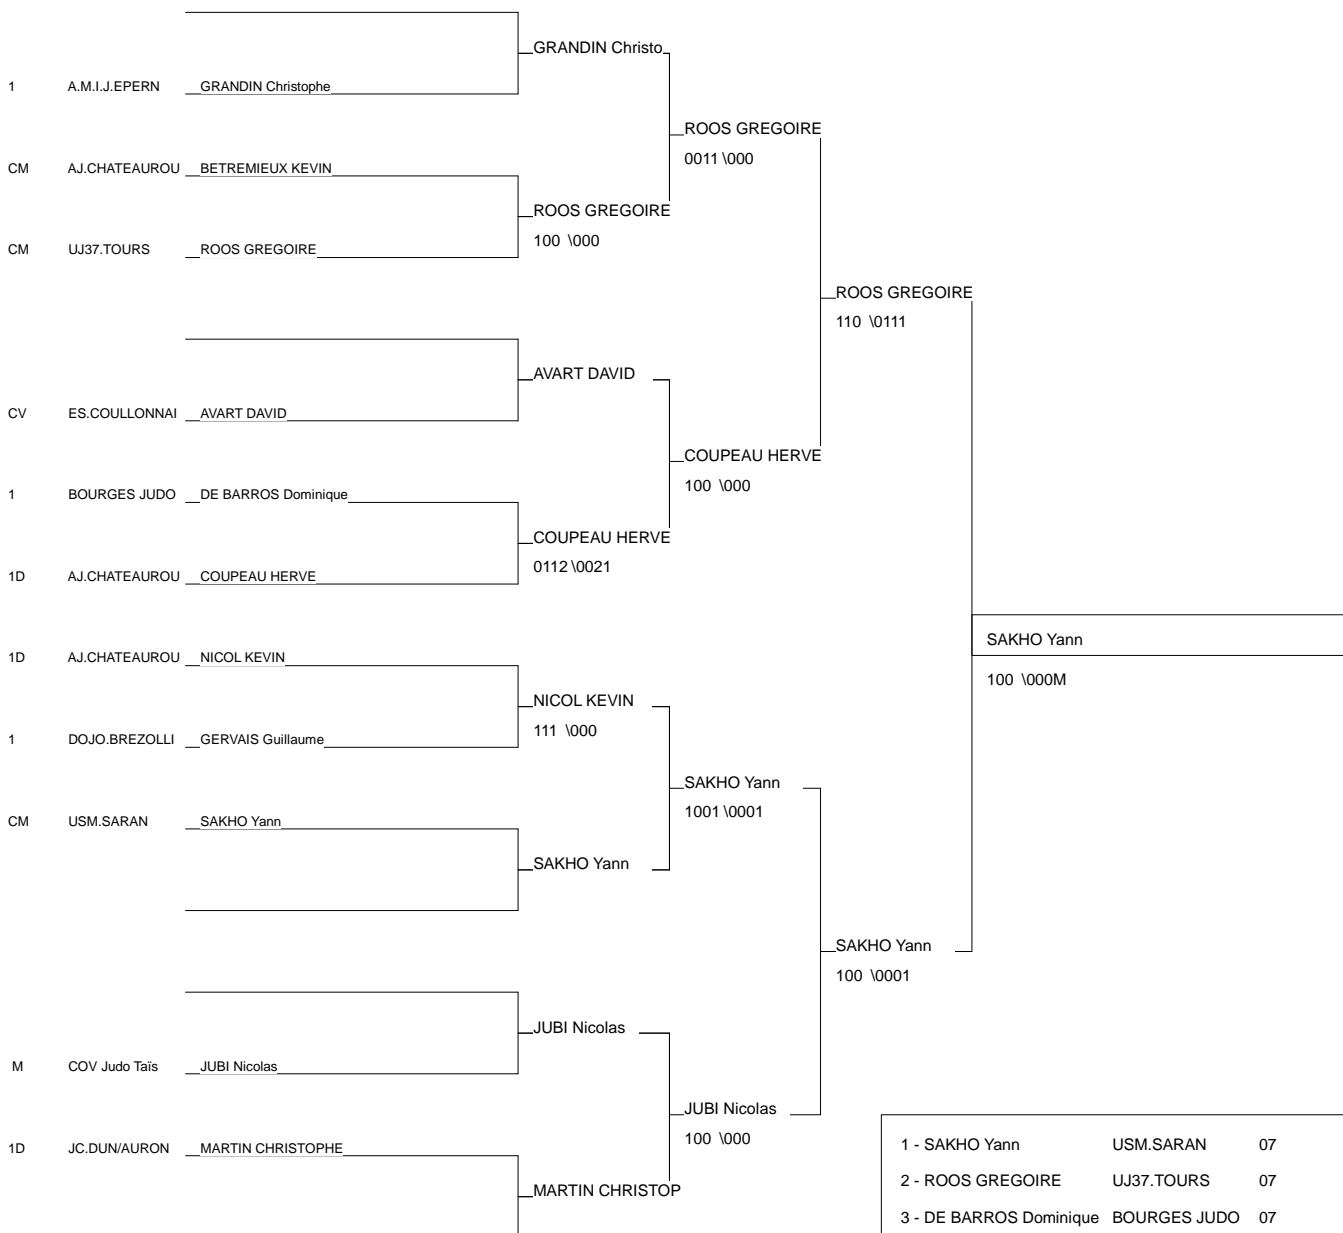 GRANDIN Christo
1 A.M.I.J.EPERN GRANDIN Christophe
ROOS GREGOIRE
0011 \000
CM AJ.CHATEAUROU BETREMIEUX KEVIN
ROOS GREGOIRE
100 \000
CM UJ37.TOURS ROOS GREGOIRE
ROOS GREGOIRE
110 \0111
AVART DAVID
CV ES.COULLONNAI AVART DAVID
COUPEAU HERVE
100 \000
1 BOURGES JUDO DE BARROS Dominique
COUPEAU HERVE
0112 \0021
1D AJ.CHATEAUROU COUPEAU HERVE
SAKHO Yann
100 \000M
1D AJ.CHATEAUROU NICOL KEVIN
NICOL KEVIN
111 \000
1 DOJO.BREZOLLI GERVAIS Guillaume
SAKHO Yann
1001 \0001
CM USM.SARAN SAKHO Yann
SAKHO Yann
SAKHO Yann
100 \0001
JUBI Nicolas
M COV Judo Taïs JUBI Nicolas
JUBI Nicolas
100 \000
1D JC.DUN/AURON MARTIN CHRISTOPHE
MARTIN CHRISTOP
1 - SAKHO Yann USM.SARAN 07
2 - ROOS GREGOIRE UJ37.TOURS 07
3 - DE BARROS Dominique BOURGES JUDO 07